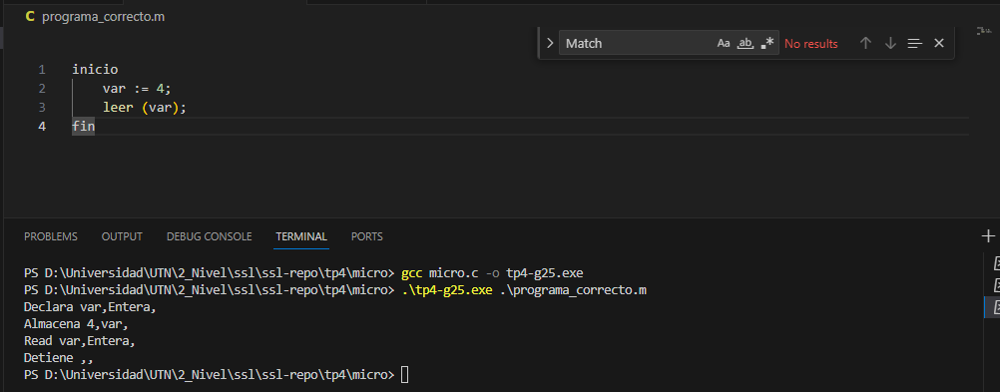 C programa_correcto.m
Match Aa ab .* No results
1 inicio
2 var := 4;
3 leer (var);
4 fin
PROBLEMS OUTPUT DEBUG CONSOLE TERMINAL PORTS
PS D:\Universidad\UTN\2_Nivel\ssl\ssl-repo\tp4\micro> gcc micro.c -o tp4-g25.exe
PS D:\Universidad\UTN\2_Nivel\ssl\ssl-repo\tp4\micro> .\tp4-g25.exe .\programa_correcto.m
Declara var,Entera,
Almacena 4,var,
Read var,Entera,
Detiene ,,
PS D:\Universidad\UTN\2_Nivel\ssl\ssl-repo\tp4\micro>